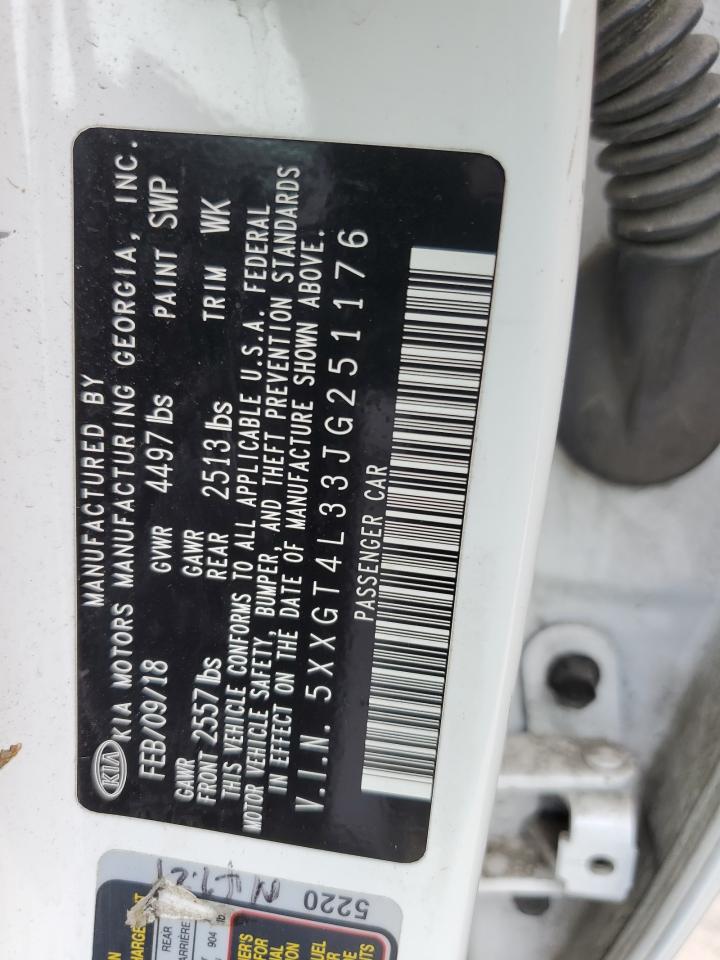 KIA
MANUFACTURED BY
KIA MOTORS MANUFACTURING GEORGIA, INC.
FEB/09/18 GVWR 4497 lbs PAINT SWP
GAWR FRONT 2557 lbs GAWR REAR 2513 lbs TRIM WK
THIS VEHICLE CONFORMS TO ALL APPLICABLE U.S.A. FEDERAL
MOTOR VEHICLE SAFETY, BUMPER, AND THEFT PREVENTION STANDARDS
IN EFFECT ON THE DATE OF MANUFACTURE SHOWN ABOVE.
V.I.N. 5XXGT4L33JG251176
PASSENGER CAR
REAR
904
5220